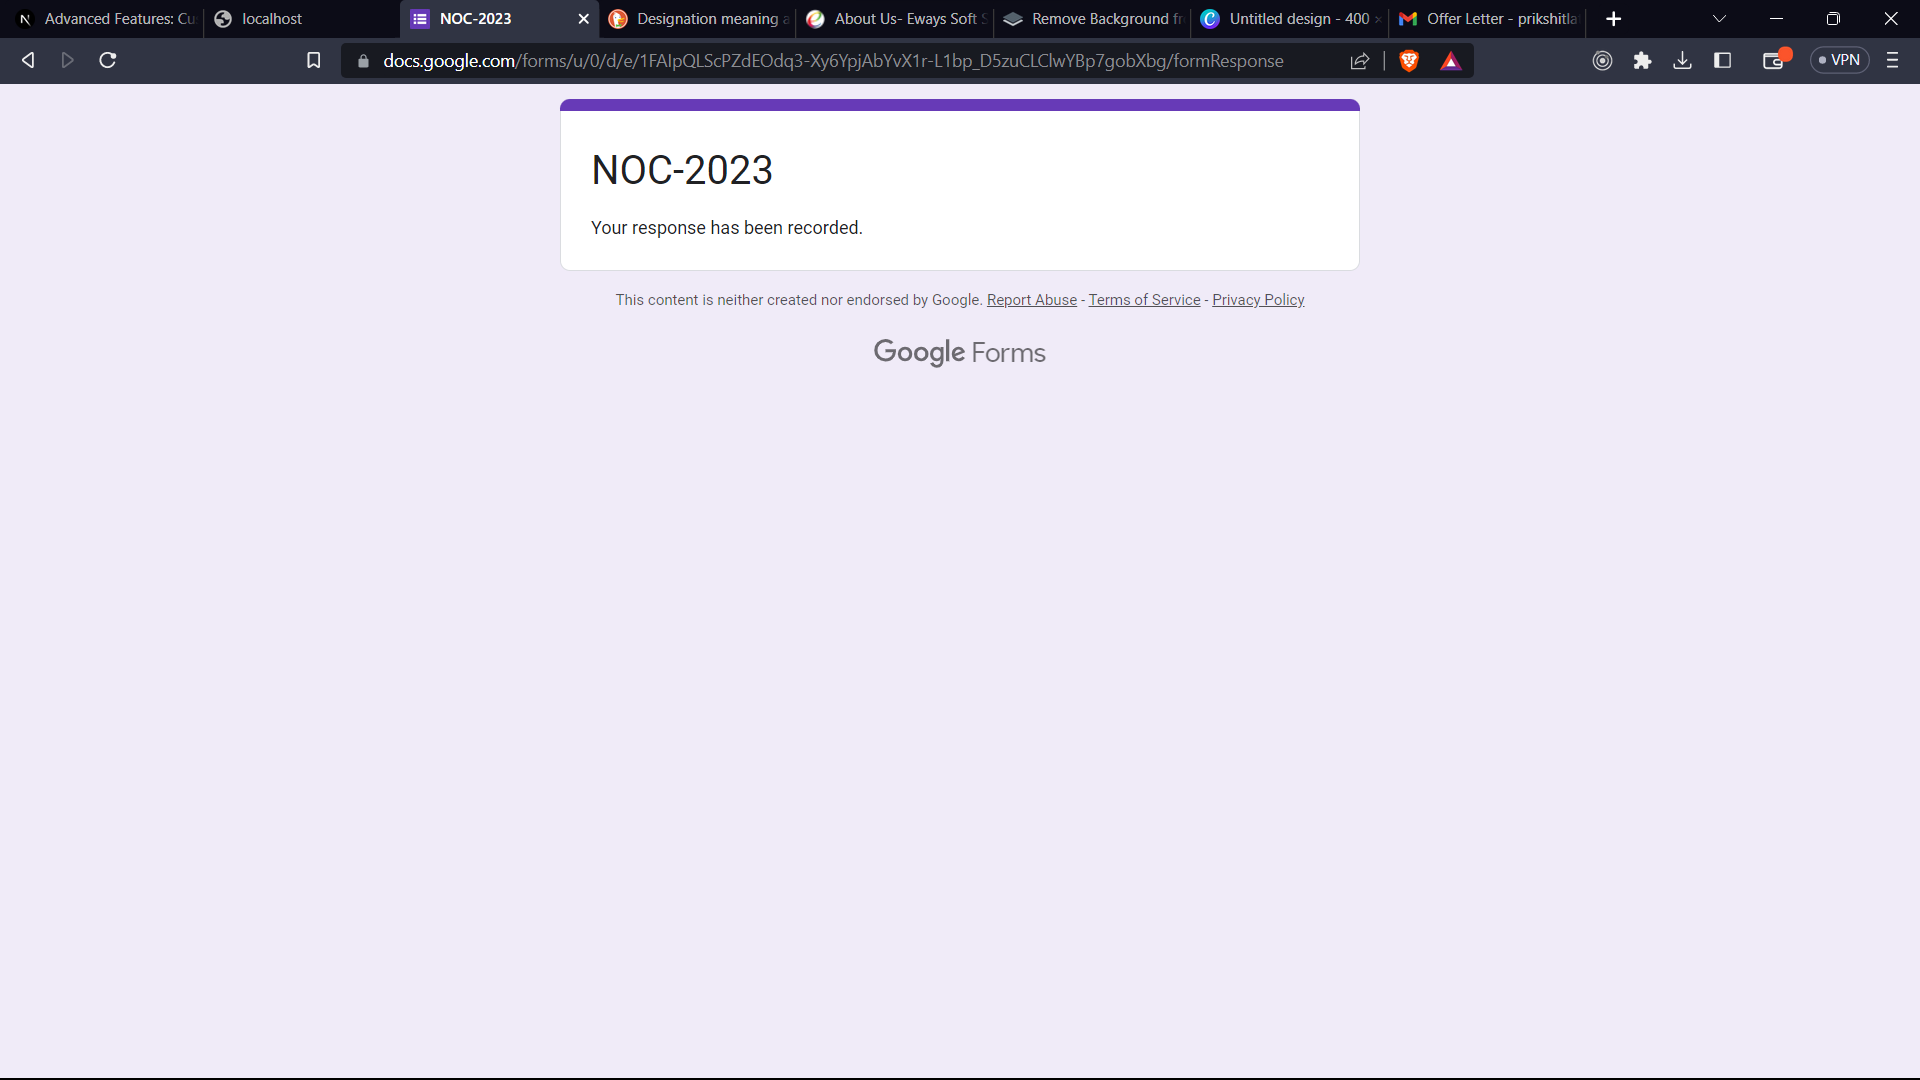 Advanced Features: Cu
localhost
NOC-2023
Designation meaning a
About Us- Eways Soft S
Remove Background fr
Untitled design - 400 ×
Offer Letter - prikshitla
docs.google.com/forms/u/0/d/e/1FAIpQLScPZdEOdq3-Xy6YpjAbYvX1r-L1bp_D5zuCLClwYBp7gobXbg/formResponse
VPN
NOC-2023
Your response has been recorded.
This content is neither created nor endorsed by Google. Report Abuse - Terms of Service - Privacy Policy
Google Forms